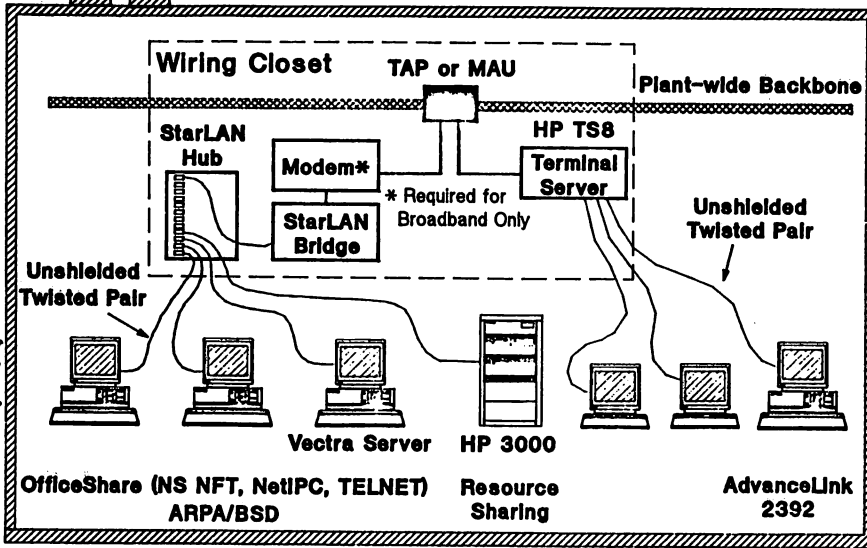 Wiring Closet
TAP or MAU
Plant-wide Backbone
StarLAN
Hub
HP TS8
Modem*
Terminal
Server
* Required for
Broadband Only
StarLAN
Bridge
Unshielded
Twisted Pair
Unshielded
Twisted Pair
Vectra Server
HP 3000
OfficeShare (NS NFT, NetIPC, TELNET)
ARPA/BSD
Resource
Sharing
AdvanceLink
2392